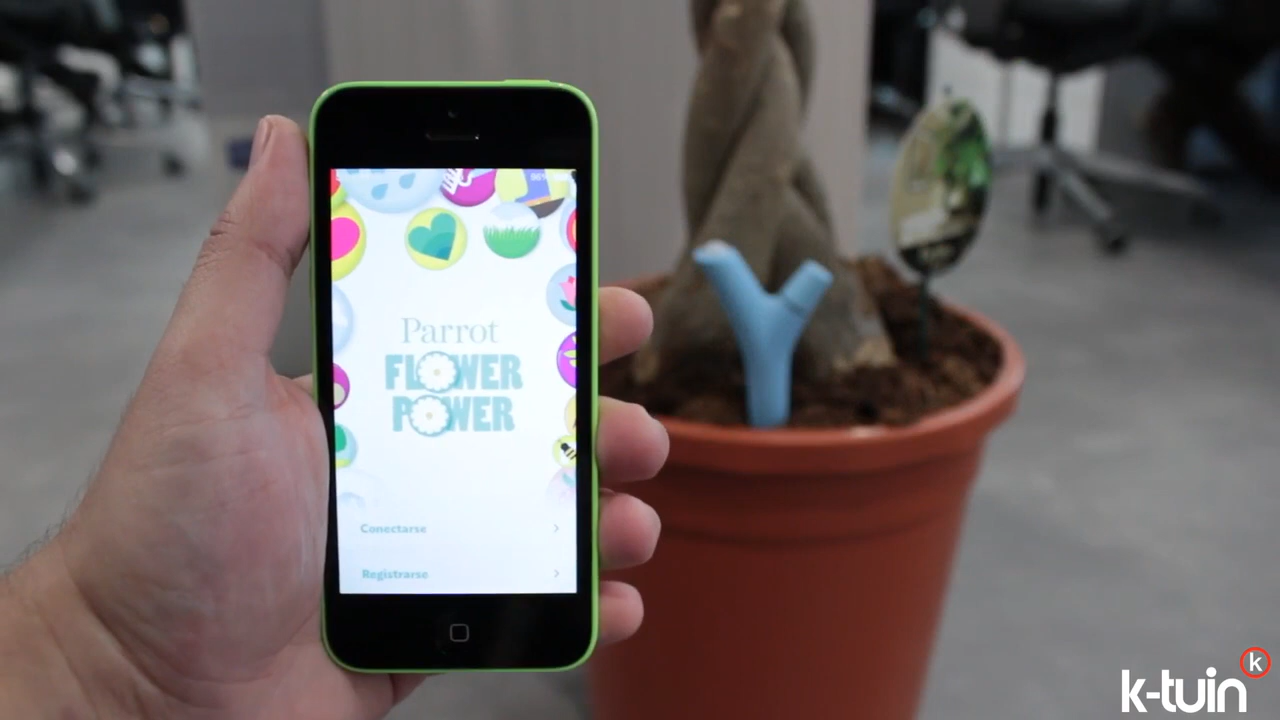 Parrot
FLOWER
POWER
Conectarse
Registrarse
k-tuin
k